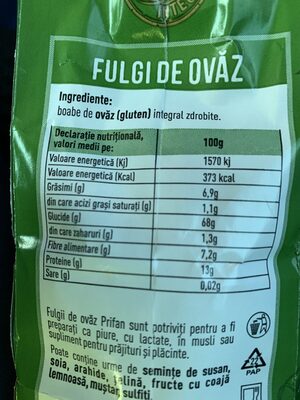 FULGI DE OVĂZ
Ingrediente:
boabe de ovăz (gluten) integral zdrobite.
Declarație nutrițională, valori medii pe: 100g
Valoare energetică (Kj) 1570 kj
Valoare energetică (Kcal) 373 kcal
Grăsimi (g) 6,9g
din care acizi grași saturați (g) 1,1g
Glucide (g) 68g
din care zaharuri (g) 1,3g
Fibre alimentare (g) 7,2g
Proteine (g) 13g
Sare (g) 0,02g
Fulgii de ovăz Prifan sunt potriviți pentru a fi
preparați ca piure, cu lactate, în musli sau
supliment pentru prăjituri și plăcinte.
Poate conține urme de semințe de susan,
soia, arahide, țelină, fructe cu coajă
lemnoasă, muștar, sulfiți.
22
PAP